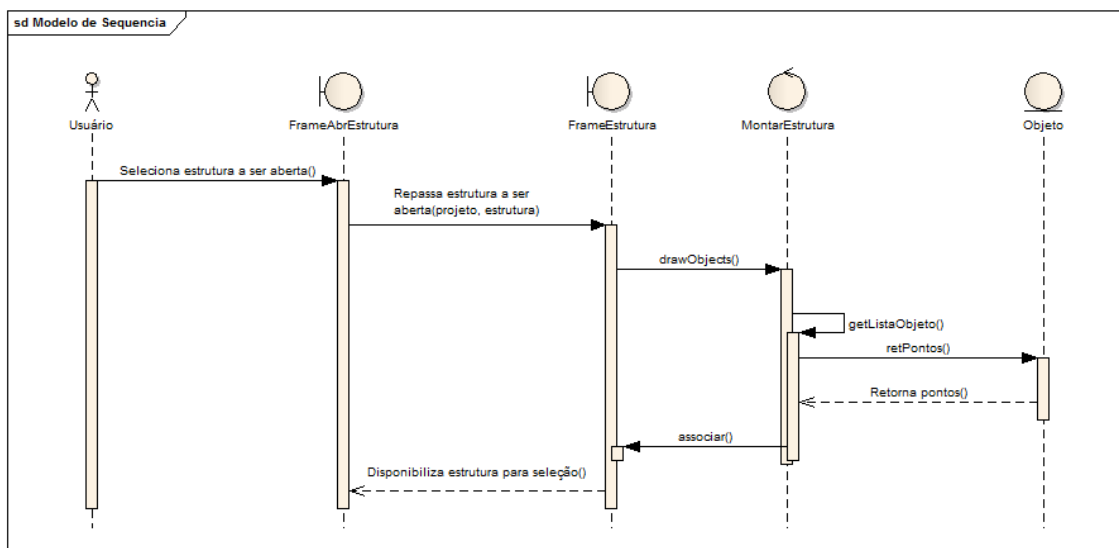 sd Modelo de Sequencia
Usuário
FrameAbrEstrutura
FrameEstrutura
MontarEstrutura
Objeto
Seleciona estrutura a ser aberta()
Repassa estrutura a ser
aberta(projeto, estrutura)
drawObjects()
getListaObjeto()
retPontos()
Retorna pontos()
associar()
Disponibiliza estrutura para seleção()